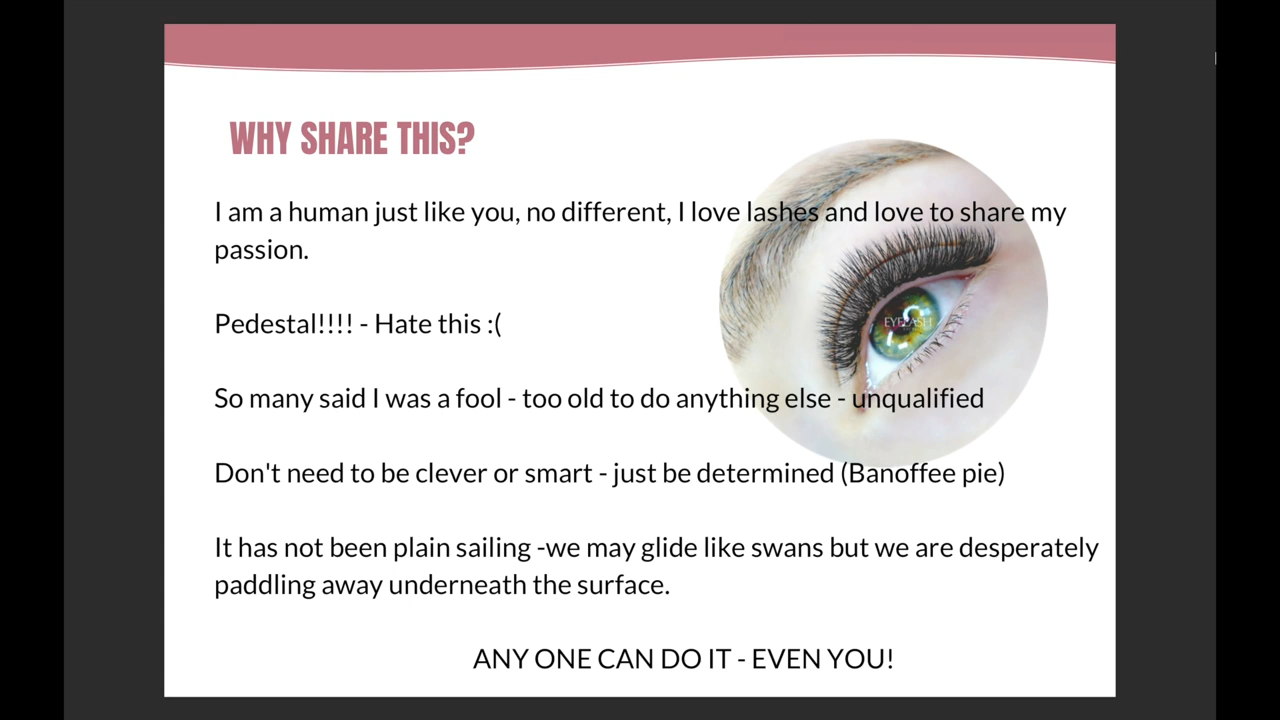 WHY SHARE THIS?
I am a human just like you, no different, I love lashes and love to share my
passion.
Pedestal!!!! - Hate this :(
EYELASH
So many said I was a fool - too old to do anything else - unqualified
Don't need to be clever or smart - just be determined (Banoffee pie)
It has not been plain sailing -we may glide like swans but we are desperately
paddling away underneath the surface.
ANY ONE CAN DO IT - EVEN YOU!